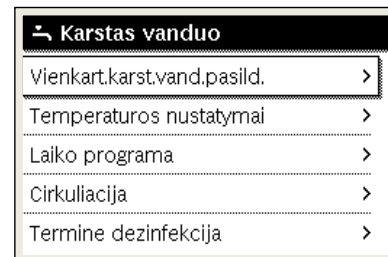 Karstas vanduo
Vienkart.karst.vand.pasild.
Temperaturos nustatymai
Laiko programa
Cirkuliacija
Termine dezinfekcija